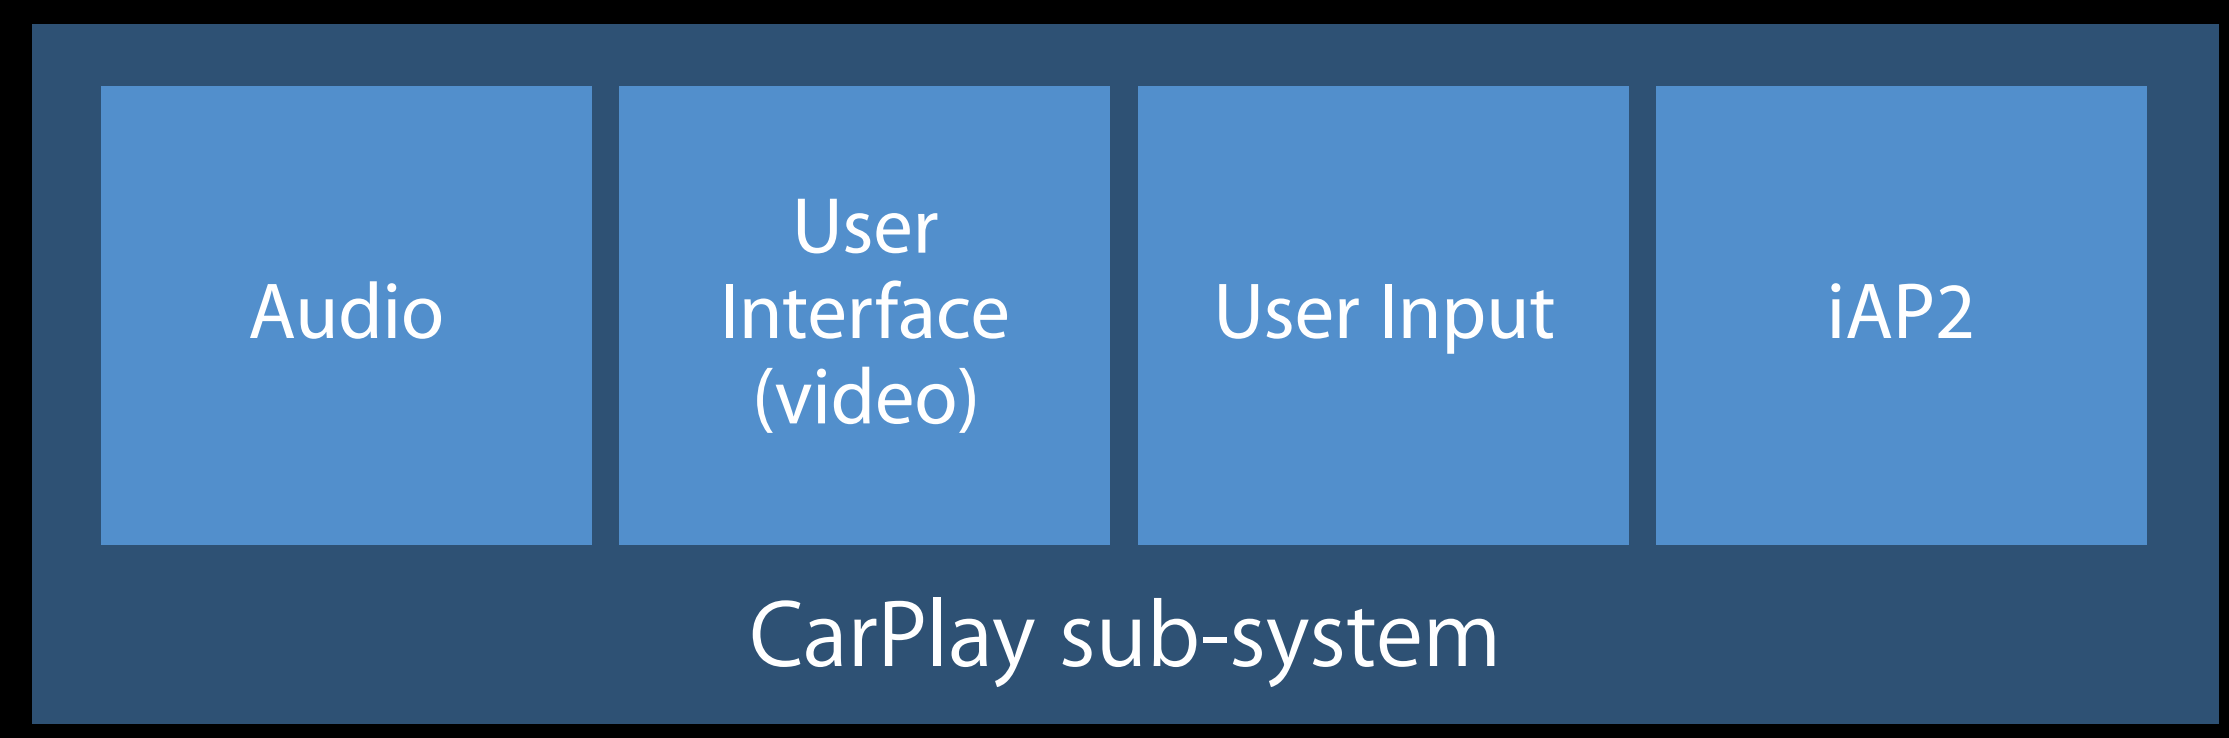 Audio
User
Interface
(video)
User Input
iAP2
CarPlay sub-system